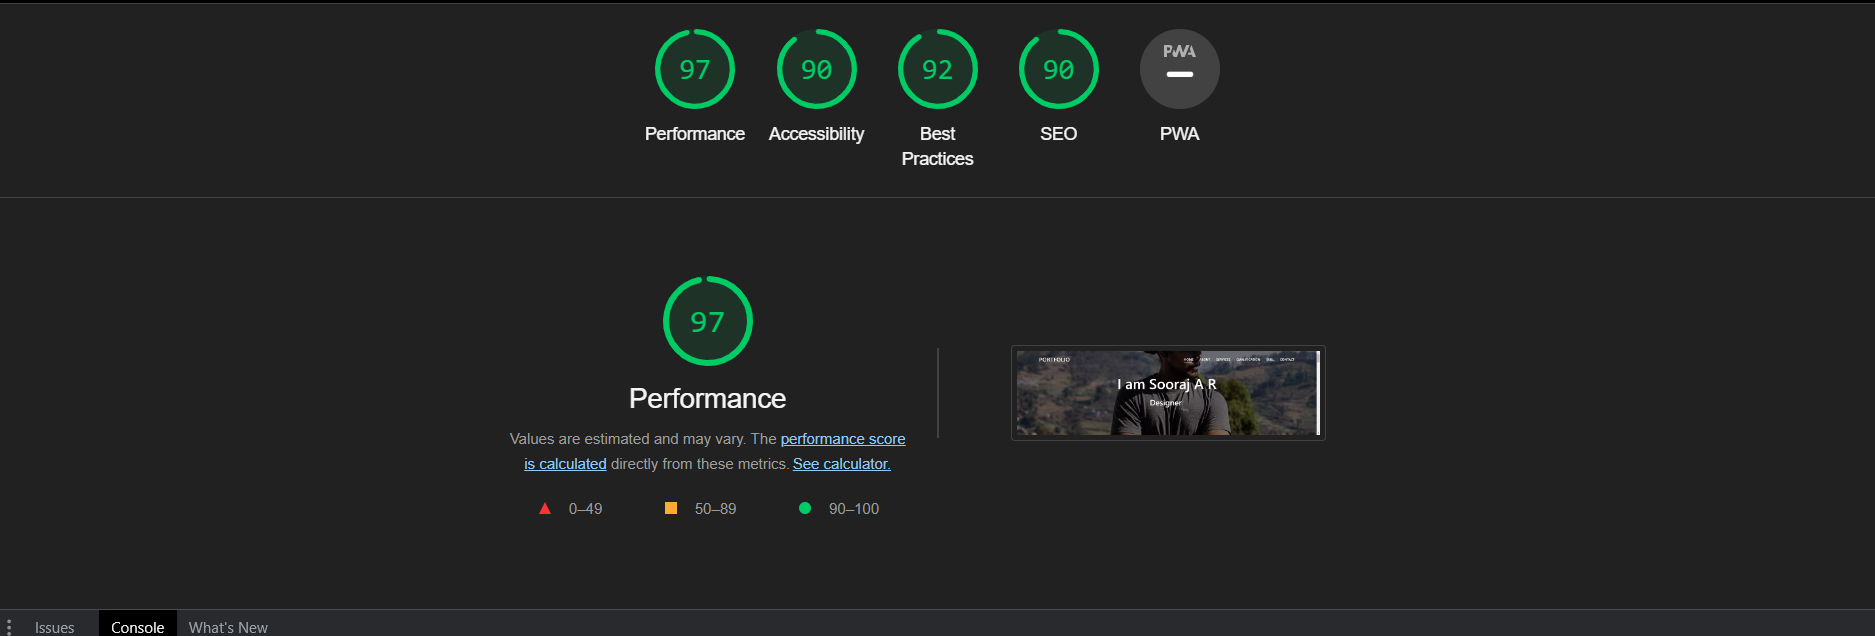 97
90
92
90
PWA
Performance
Accessibility
Best
Practices
SEO
PWA
97
Performance
Values are estimated and may vary. The performance score
is calculated directly from these metrics. See calculator.
0–49
50–89
90–100
PORTFOLIO
HOME ABOUT SERVICES QUALIFICATION SKILL CONTACT
I am Sooraj A R
Designer
Issues
Console
What's New